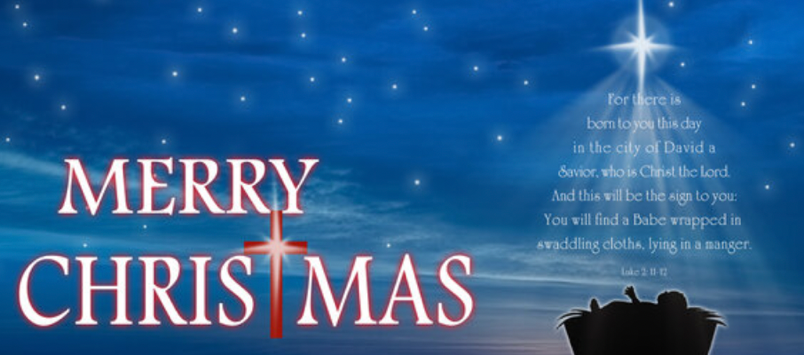 MERRY
CHRIS✝MAS
For there is
born to you this day
in the city of David a
Savior, who is Christ the Lord.
And this will be the sign to you:
You will find a Babe wrapped in
swaddling cloths, lying in a manger.
Luke 2:11-12